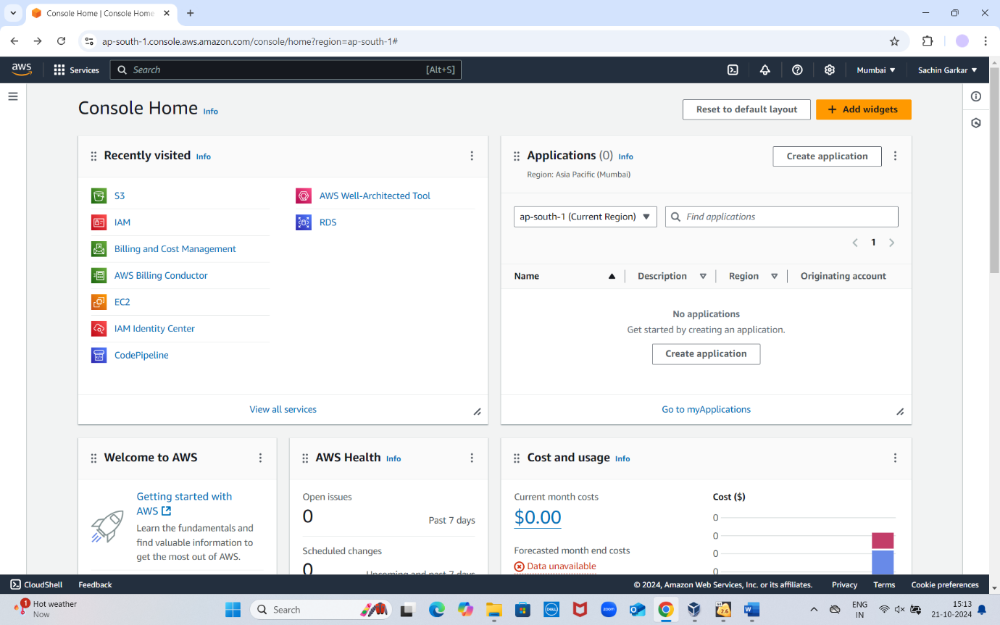 Console Home | Console Home
ap-south-1.console.aws.amazon.com/console/home?region=ap-south-1#
aws
Services
Search
[Alt+S]
Mumbai
Sachin Garkar
Console Home Info
Reset to default layout
+ Add widgets
Recently visited Info
S3
IAM
Billing and Cost Management
AWS Billing Conductor
EC2
IAM Identity Center
CodePipeline
AWS Well-Architected Tool
RDS
View all services
Applications (0) Info
Region: Asia Pacific (Mumbai)
Create application
ap-south-1 (Current Region)
Find applications
1
Name Description Region Originating account
No applications
Get started by creating an application.
Create application
Go to myApplications
Welcome to AWS
Getting started with
AWS
Learn the fundamentals and
find valuable information to
get the most out of AWS.
AWS Health Info
Open issues
0
Past 7 days
Scheduled changes
0
Upcoming and past 7 days
Cost and usage Info
Current month costs
$0.00
Forecasted month end costs
Data unavailable
Cost ($)
0
0
0
0
CloudShell
Feedback
© 2024, Amazon Web Services, Inc. or its affiliates.
Privacy
Terms
Cookie preferences
1
Hot weather
Now
Search
DELL
zoom
2.6
ENG
IN
15:13
21-10-2024